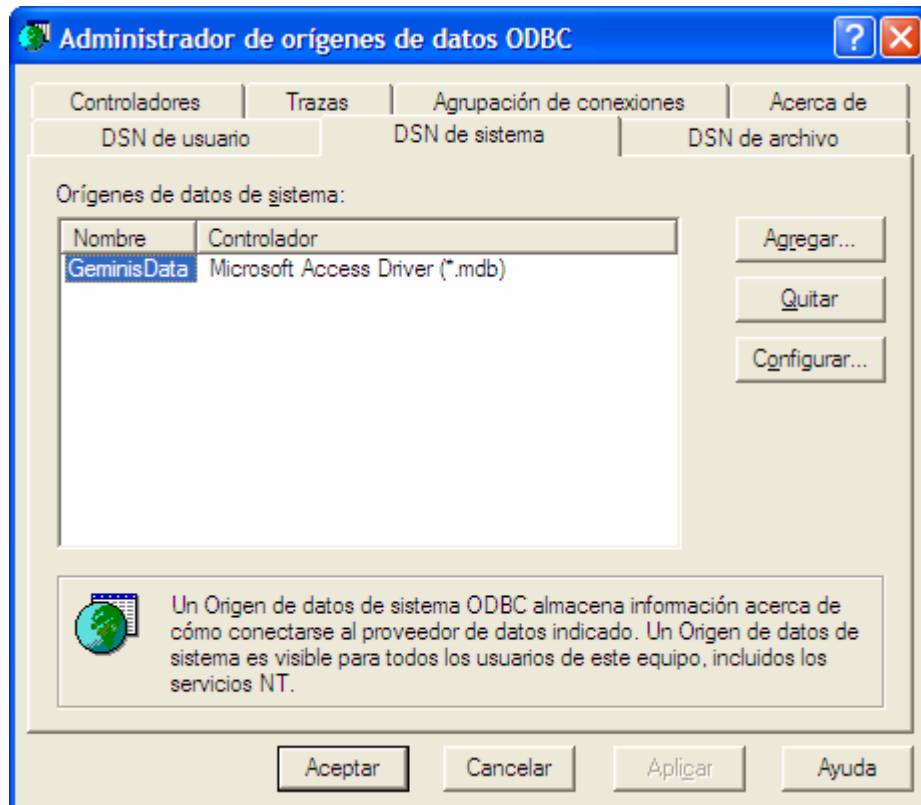 Administrador de orígenes de datos ODBC
Controladores
Trazas
Agrupación de conexiones
Acerca de
DSN de usuario
DSN de sistema
DSN de archivo
Orígenes de datos de sistema:
Nombre
Controlador
Agregar...
GeminisData
Microsoft Access Driver (*.mdb)
Quitar
Configurar...
Un Origen de datos de sistema ODBC almacena información acerca de
cómo conectarse al proveedor de datos indicado. Un Origen de datos de
sistema es visible para todos los usuarios de este equipo, incluidos los
servicios NT.
Aceptar
Cancelar
Aplicar
Ayuda